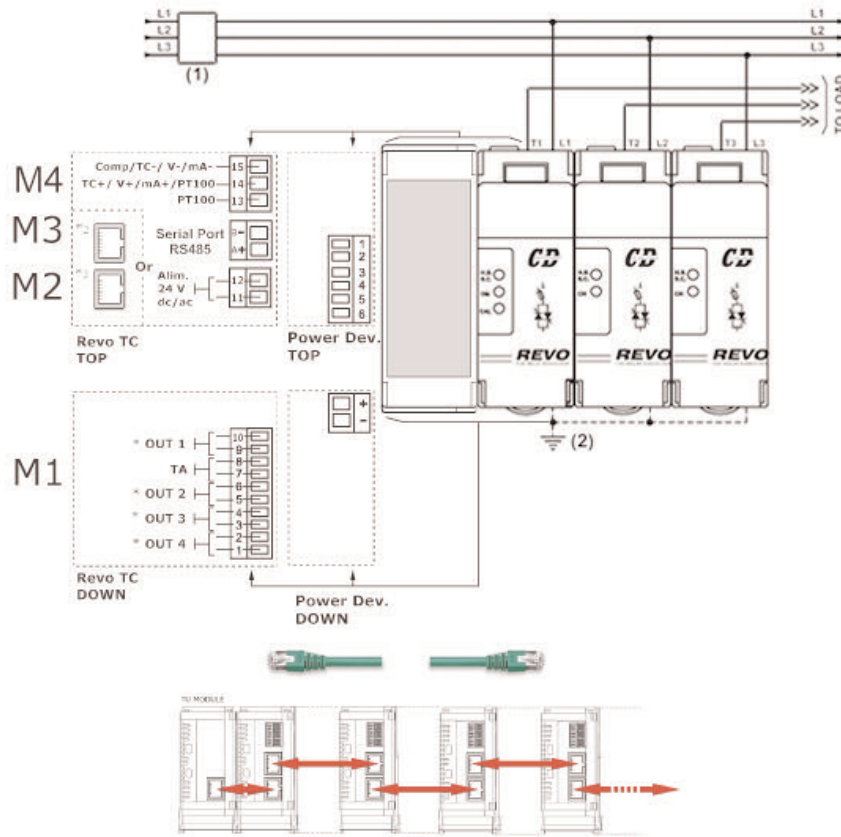 L1
L2
L3
(1)
L1
L2
L3
TO LOAD
T1
L1
T2
L2
T3
L3
M4
Comp/TC-/ V-/mA-
15
TC+/ V+/mA+/PT100
14
PT100
13
M3
Serial Port
RS485
B-
A+
Or
M2
Alim.
24 V
dc/ac
12
11
Revo TC
TOP
1
2
3
4
5
6
Power Dev.
TOP
CD
H.B.
S.C.
ON
CAL
REVO
CD
H.B.
S.C.
ON
REVO
CD
H.B.
S.C.
ON
REVO
+
-
(2)
M1
* OUT 1
10
9
TA
8
7
* OUT 2
6
5
* OUT 3
4
3
* OUT 4
2
1
Revo TC
DOWN
Power Dev.
DOWN
TU MODULE